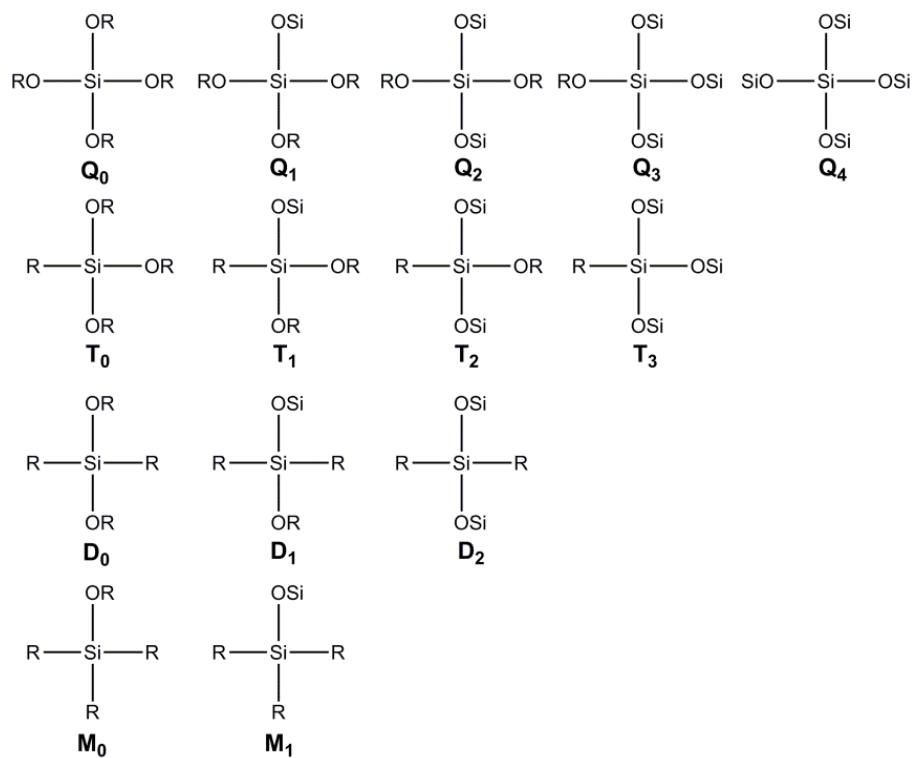 OR OSi OSi OSi OSi
RO Si OR RO Si OR RO Si OR RO Si OSi SiO Si OSi
OR OR OSi OSi OSi
Q0 Q1 Q2 Q3 Q4
OR OSi OSi OSi
R Si OR R Si OR R Si OR R Si OSi
OR OR OSi OSi
T0 T1 T2 T3
OR OSi OSi
R Si R R Si R R Si R
OR OR OSi
D0 D1 D2
OR OSi
R Si R R Si R
R R
M0 M1